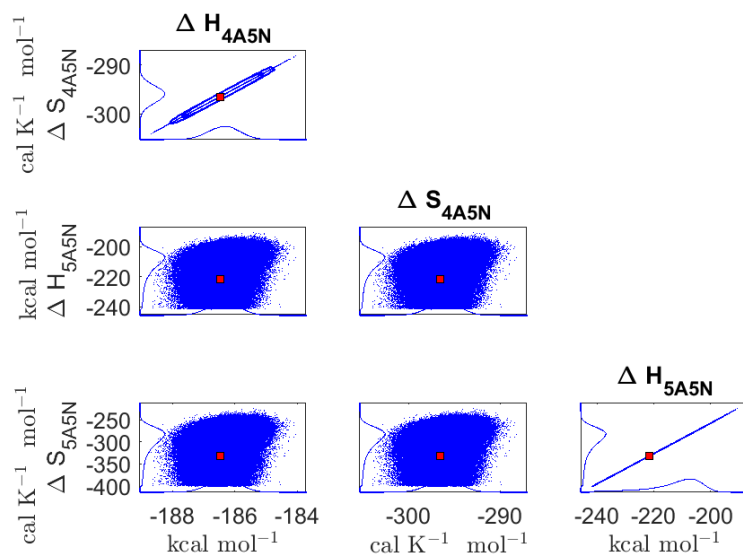 Δ H4A5N
cal K−1 mol−1
Δ S4A5N
-290
-300
Δ S4A5N
kcal mol−1
Δ H5A5N
-200
-220
-240
Δ H5A5N
cal K−1 mol−1
Δ S5A5N
-250
-300
-350
-400
-188 -186 -184
kcal mol−1
-300 -290
cal K−1 mol−1
-240 -220 -200
kcal mol−1